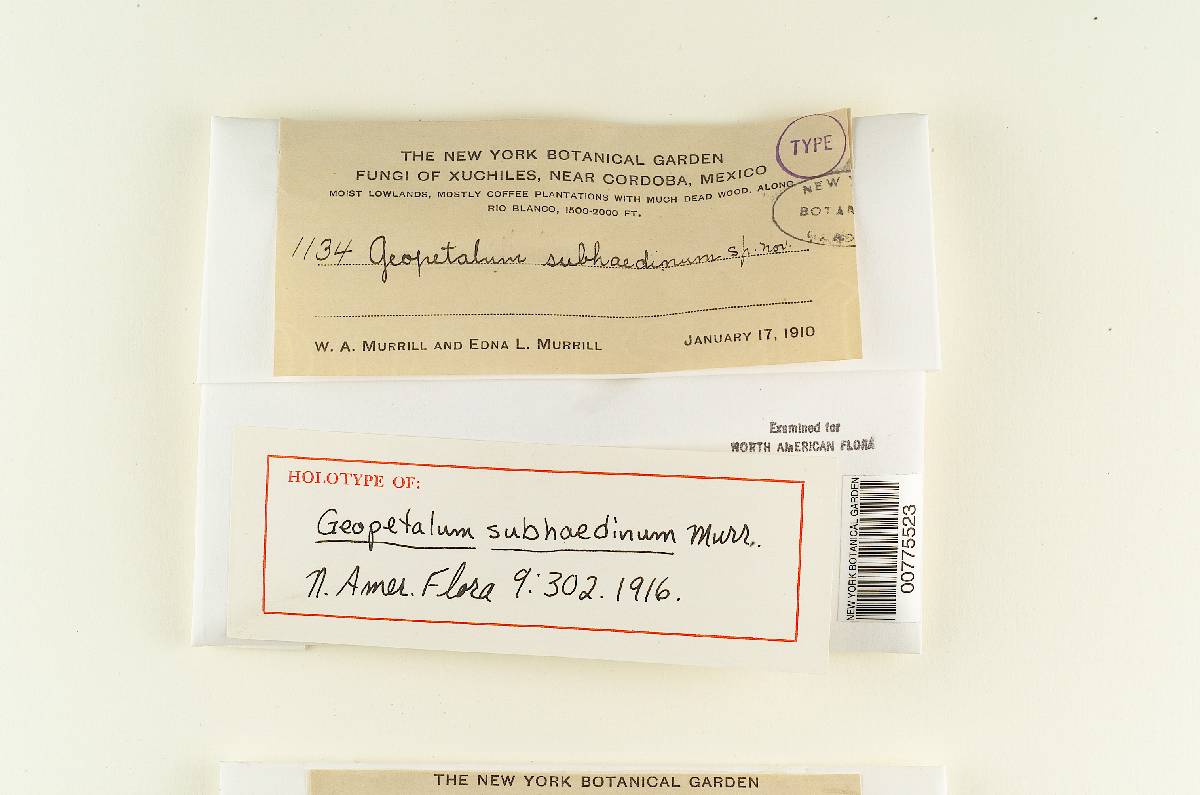 TYPE
THE NEW YORK BOTANICAL GARDEN
FUNGI OF XUCHILES, NEAR CORDOBA, MEXICO
MOIST LOWLANDS, MOSTLY COFFEE PLANTATIONS WITH MUCH DEAD WOOD, ALONG
RIO BLANCO, 1500-2000 FT.
NEW
BOTAN
1134 Geopetalum subhaedinum sp. nov.
W. A. MURRILL AND EDNA L. MURRILL JANUARY 17, 1910
Examined for
NORTH AMERICAN FLORA
HOLOTYPE OF:
Geopetalum subhaedinum Murr.
N. Amer. Flora 9: 302. 1916.
NEW YORK BOTANICAL GARDEN
00775523
THE NEW YORK BOTANICAL GARDEN